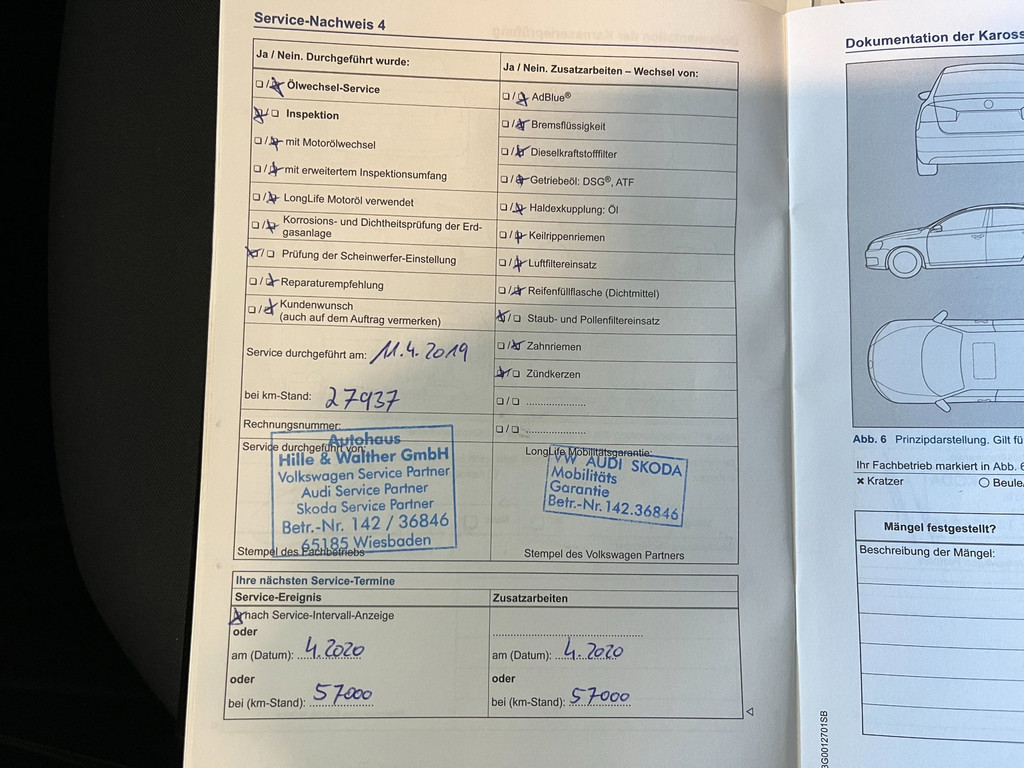 Service-Nachweis 4
Ja / Nein. Durchgeführt wurde:
❏ / ❏ Ölwechsel-Service
❏ / ❏ Inspektion
❏ / ❏ mit Motorölwechsel
❏ / ❏ mit erweitertem Inspektionsumfang
❏ / ❏ LongLife Motoröl verwendet
❏ / ❏ Korrosions- und Dichtheitsprüfung der Erd-
gasanlage
❏ / ❏ Prüfung der Scheinwerfer-Einstellung
❏ / ❏ Reparaturempfehlung
❏ / ❏ Kundenwunsch
(auch auf dem Auftrag vermerken)
Service durchgeführt am: 11.4.2019
bei km-Stand: 27937
Rechnungsnummer:
Service durchgeführt von:
Autohaus
Hille & Walther GmbH
Volkswagen Service Partner
Audi Service Partner
Skoda Service Partner
Betr.-Nr. 142 / 36846
65185 Wiesbaden
Stempel des Fachbetriebs
Ja / Nein. Zusatzarbeiten – Wechsel von:
❏ / ❏ AdBlue®
❏ / ❏ Bremsflüssigkeit
❏ / ❏ Dieselkraftstofffilter
❏ / ❏ Getriebeöl: DSG®, ATF
❏ / ❏ Haldexkupplung: Öl
❏ / ❏ Keilrippenriemen
❏ / ❏ Luftfiltereinsatz
❏ / ❏ Reifenfüllflasche (Dichtmittel)
❏ / ❏ Staub- und Pollenfiltereinsatz
❏ / ❏ Zahnriemen
❏ / ❏ Zündkerzen
❏ / ❏ .....................
❏ / ❏ .....................
LongLife Mobilitätsgarantie:
VW AUDI SKODA
Mobilitäts
Garantie
Betr.-Nr. 142.36846
Stempel des Volkswagen Partners
Ihre nächsten Service-Termine
Service-Ereignis
❏ nach Service-Intervall-Anzeige
oder
am (Datum): 4.2020
oder
bei (km-Stand): 57000
Zusatzarbeiten
am (Datum): 4.2020
oder
bei (km-Stand): 57000
Dokumentation der Kaross
Abb. 6 Prinzipdarstellung. Gilt fü
Ihr Fachbetrieb markiert in Abb. 6
× Kratzer ○ Beule
Mängel festgestellt?
Beschreibung der Mängel:
3G0012701SB